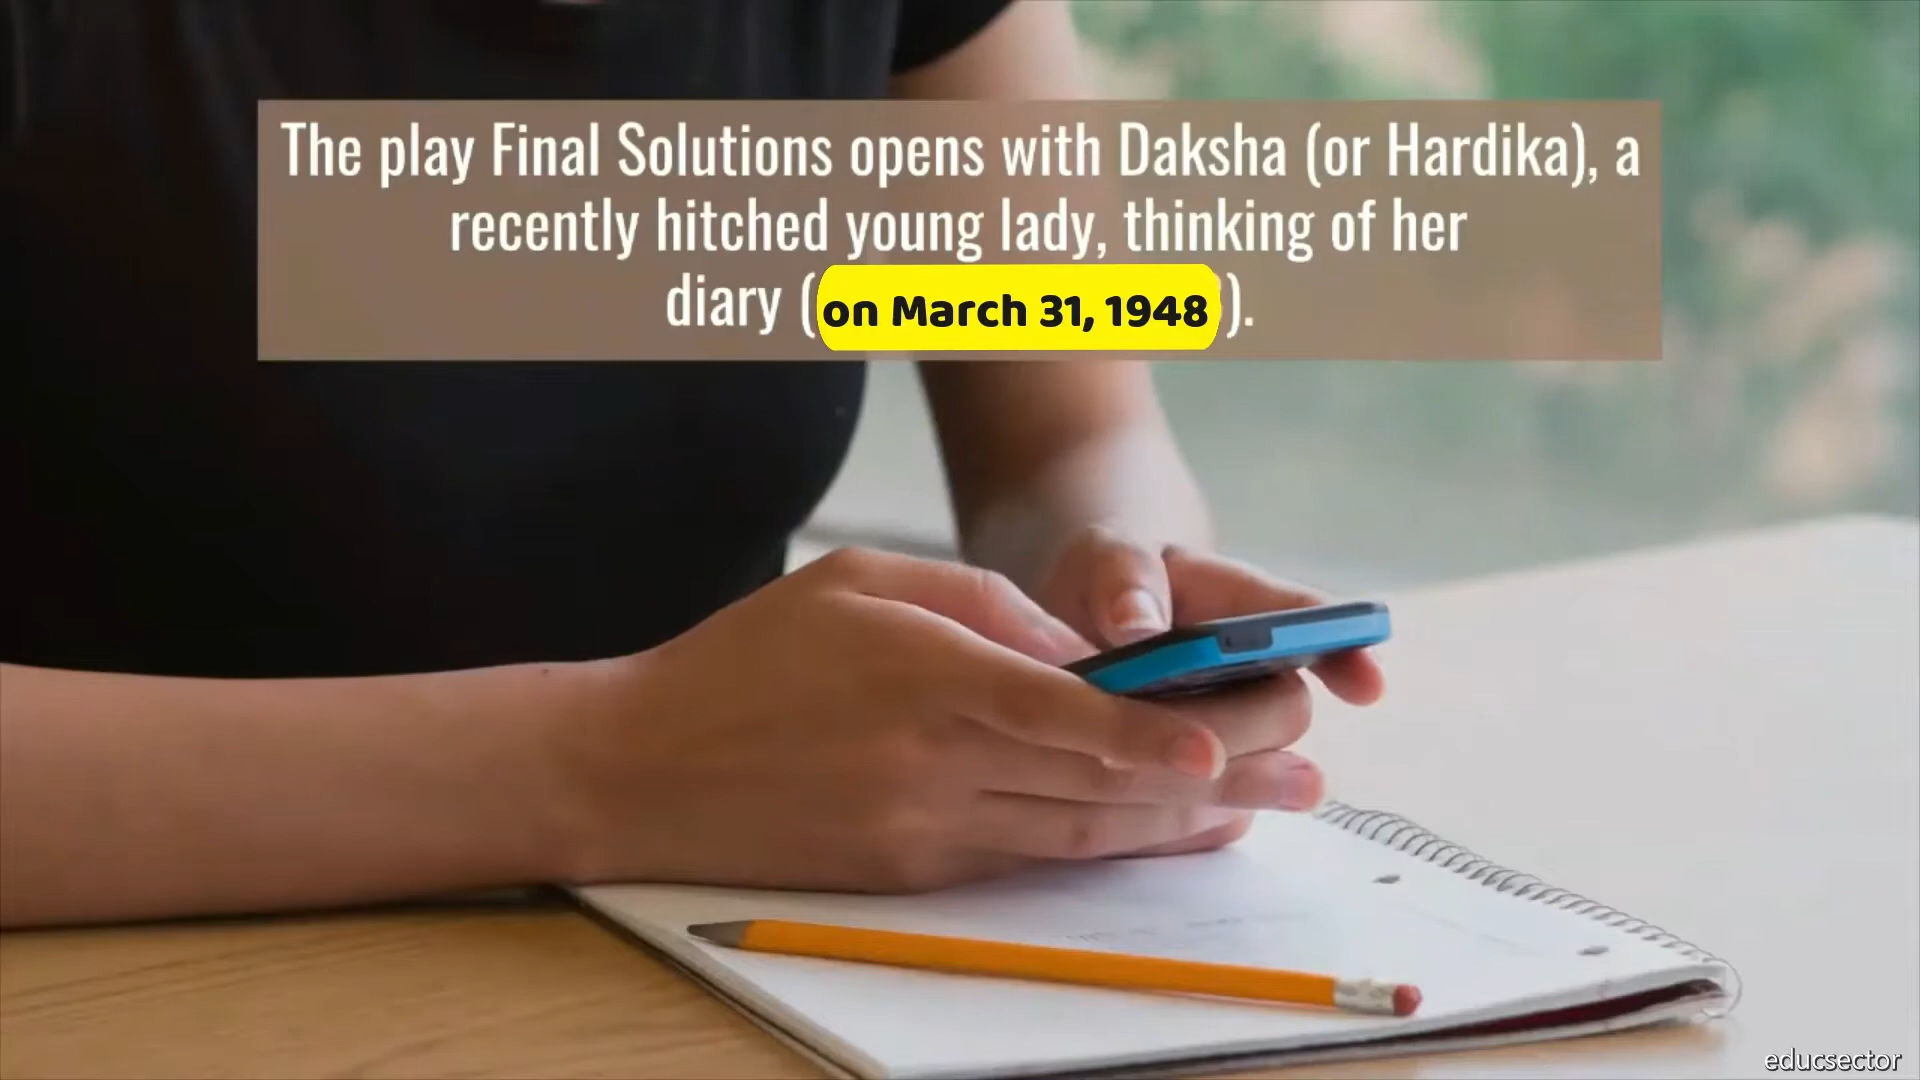 The play Final Solutions opens with Daksha (or Hardika), a
recently hitched young lady, thinking of her
diary (on March 31, 1948 ).
educsector